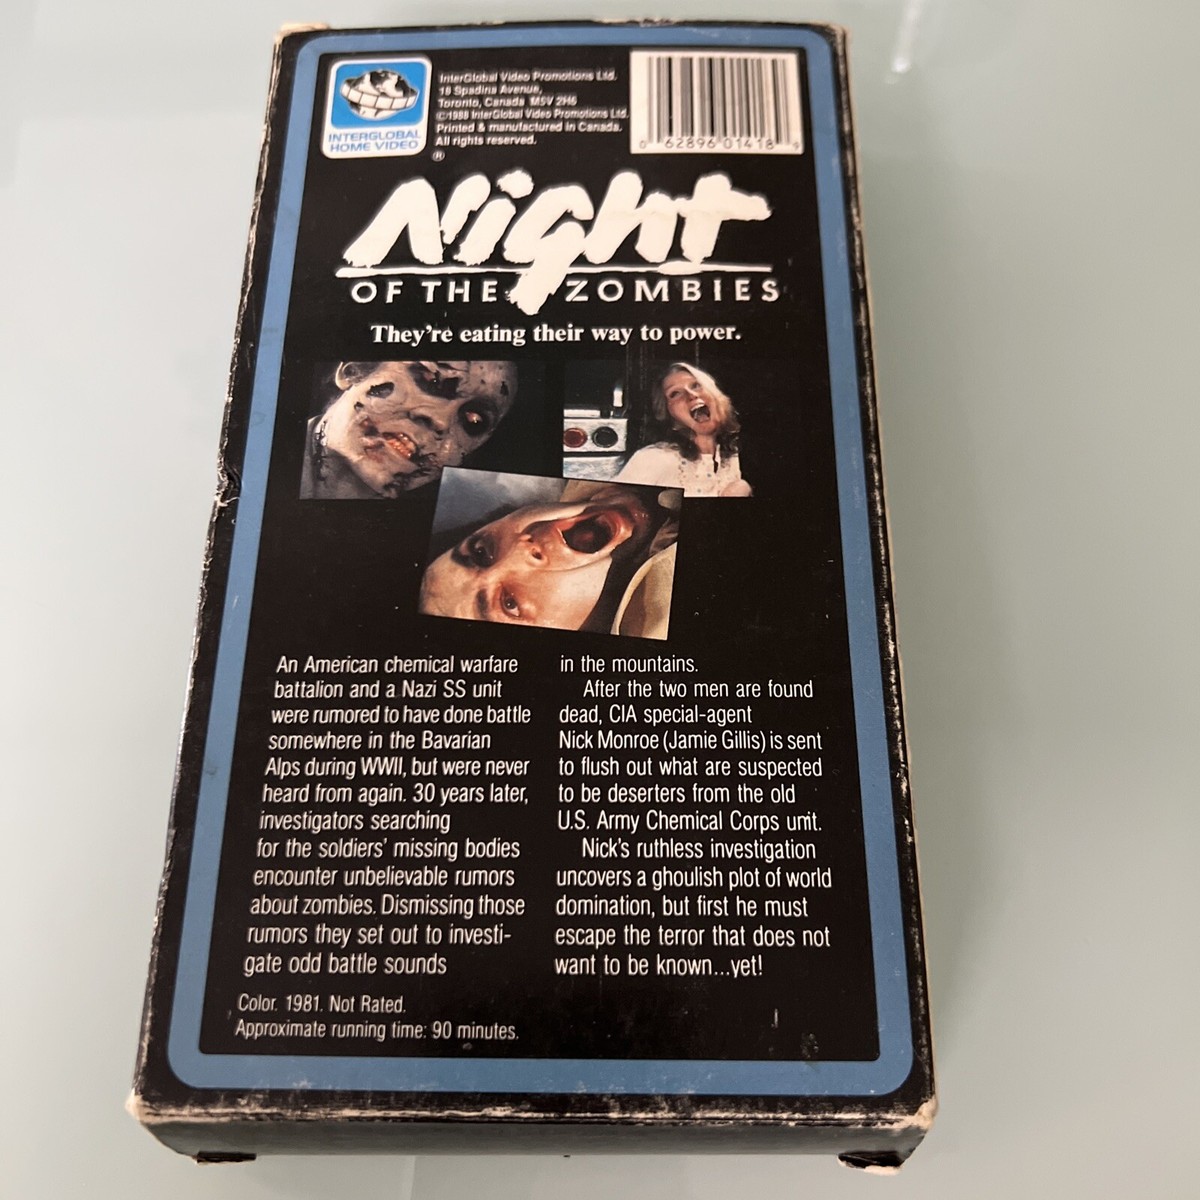 INTERGLOBAL
HOME VIDEO
®
InterGlobal Video Promotions Ltd.
18 Spadina Avenue,
Toronto, Canada M5V 2H6
©1988 InterGlobal Video Promotions Ltd.
Printed & manufactured in Canada.
All rights reserved.
0 62896 01418 9
Night
OF THE ZOMBIES
They're eating their way to power.
An American chemical warfare
battalion and a Nazi SS unit
were rumored to have done battle
somewhere in the Bavarian
Alps during WWII, but were never
heard from again. 30 years later,
investigators searching
for the soldiers' missing bodies
encounter unbelievable rumors
about zombies. Dismissing those
rumors they set out to investi-
gate odd battle sounds
in the mountains.
After the two men are found
dead, CIA special-agent
Nick Monroe (Jamie Gillis) is sent
to flush out what are suspected
to be deserters from the old
U.S. Army Chemical Corps unit.
Nick's ruthless investigation
uncovers a ghoulish plot of world
domination, but first he must
escape the terror that does not
want to be known...yet!
Color. 1981. Not Rated.
Approximate running time: 90 minutes.